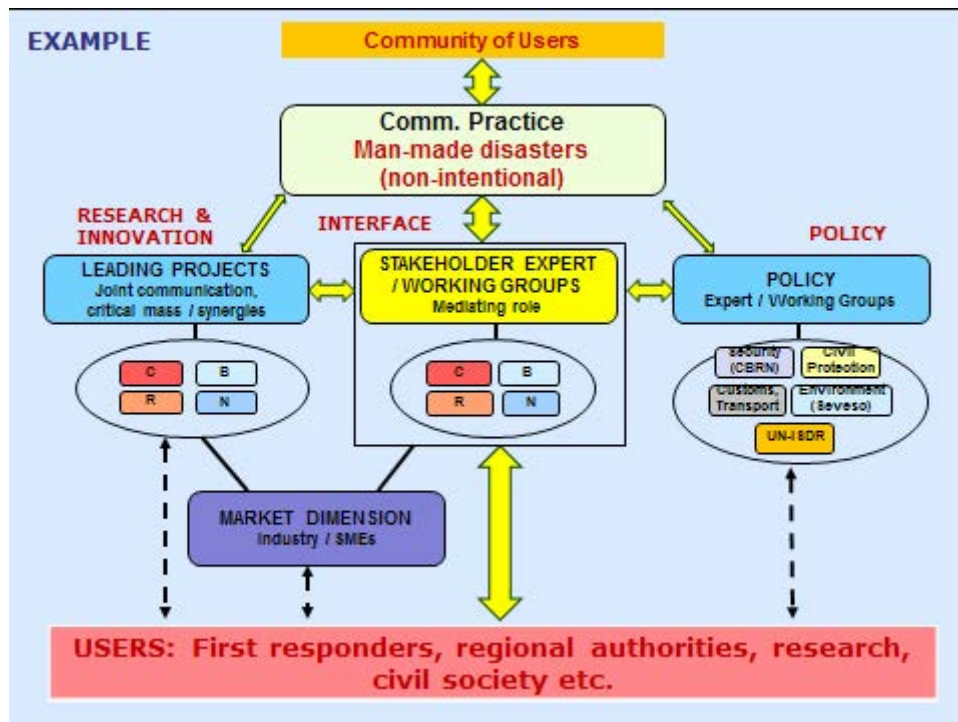 EXAMPLE
Community of Users
Comm. Practice
Man-made disasters
(non-intentional)
RESEARCH &
INNOVATION
INTERFACE
POLICY
LEADING PROJECTS
Joint communication,
critical mass / synergies
STAKEHOLDER EXPERT
/ WORKING GROUPS
Mediating role
POLICY
Expert / Working Groups
C
B
R
N
C
B
R
N
Security
(CBRN)
Civil
Protection
Customs,
Transport
Environment
(Seveso)
UN-ISDR
MARKET DIMENSION
Industry / SMEs
USERS: First responders, regional authorities, research,
civil society etc.